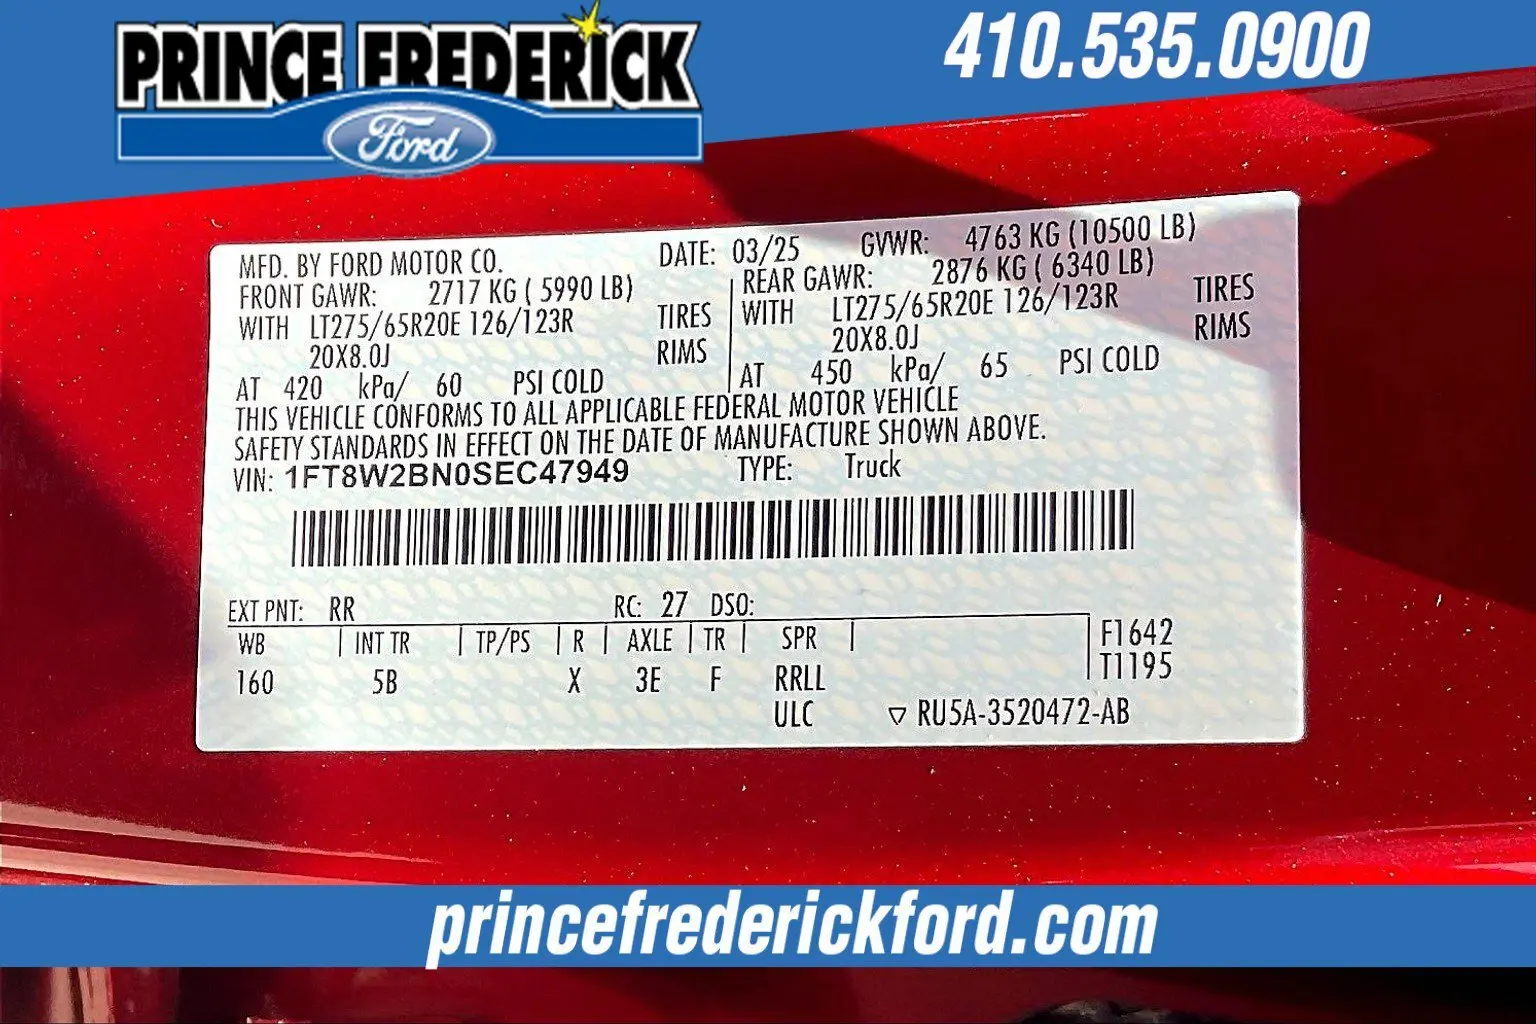 PRINCE FREDERICK
Ford
410.535.0900
MFD. BY FORD MOTOR CO. DATE: 03/25 GVWR: 4763 KG (10500 LB)
FRONT GAWR: 2717 KG ( 5990 LB) REAR GAWR: 2876 KG ( 6340 LB)
WITH LT275/65R20E 126/123R TIRES WITH LT275/65R20E 126/123R TIRES
20X8.0J RIMS 20X8.0J RIMS
AT 420 kPa/ 60 PSI COLD AT 450 kPa/ 65 PSI COLD
THIS VEHICLE CONFORMS TO ALL APPLICABLE FEDERAL MOTOR VEHICLE
SAFETY STANDARDS IN EFFECT ON THE DATE OF MANUFACTURE SHOWN ABOVE.
VIN: 1FT8W2BN0SEC47949 TYPE: Truck
EXT PNT: RR RC: 27 DSO:
WB INT TR TP/PS R AXLE TR SPR F1642
160 5B X 3E F RRLL T1195
ULC ▽ RU5A-3520472-AB
princefrederickford.com